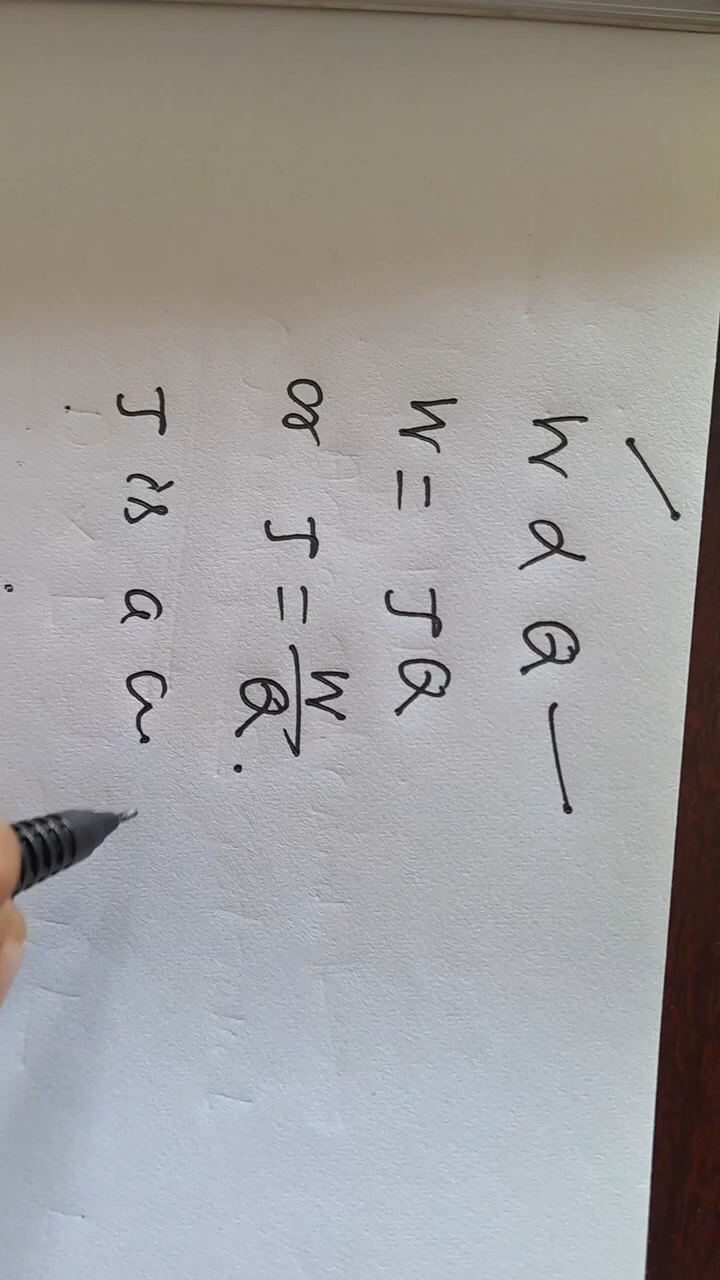 W α Q —
W = JQ
or J = W/Q.
J is a